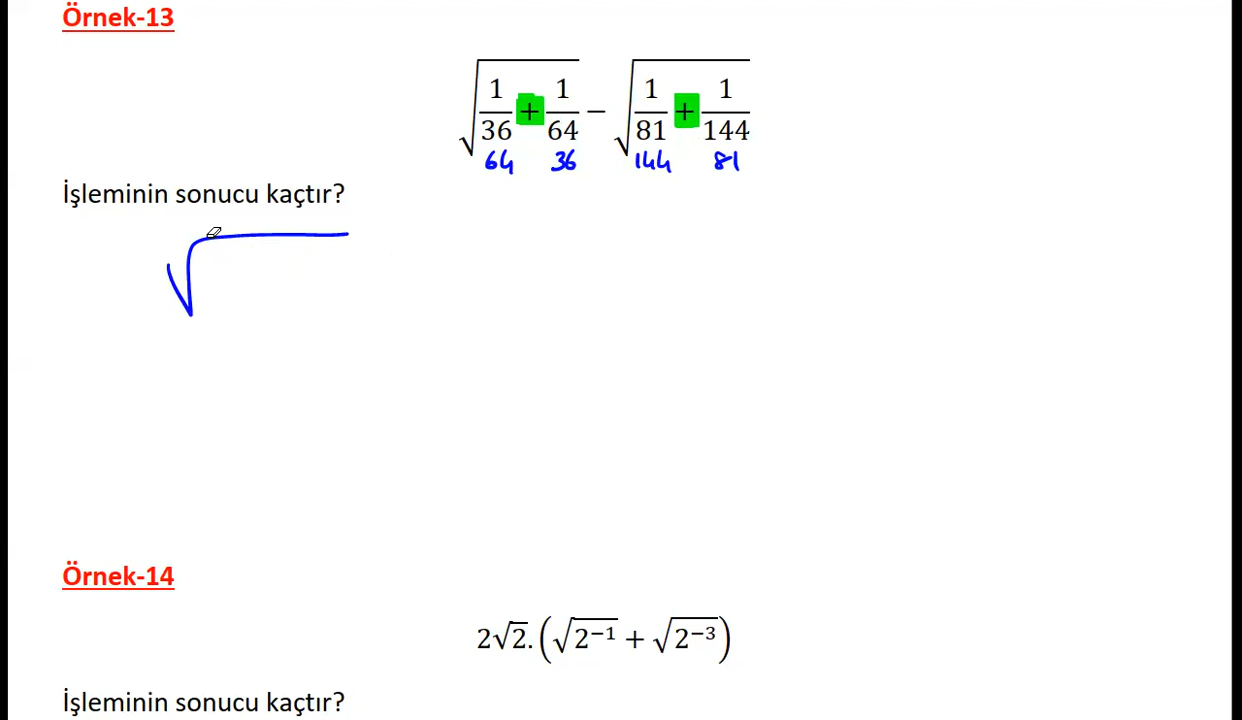 Örnek-13
√(1/36 + 1/64) − √(1/81 + 1/144)
64 36 144 81
İşleminin sonucu kaçtır?
√
Örnek-14
2√2.(√2⁻¹ + √2⁻³)
İşleminin sonucu kaçtır?